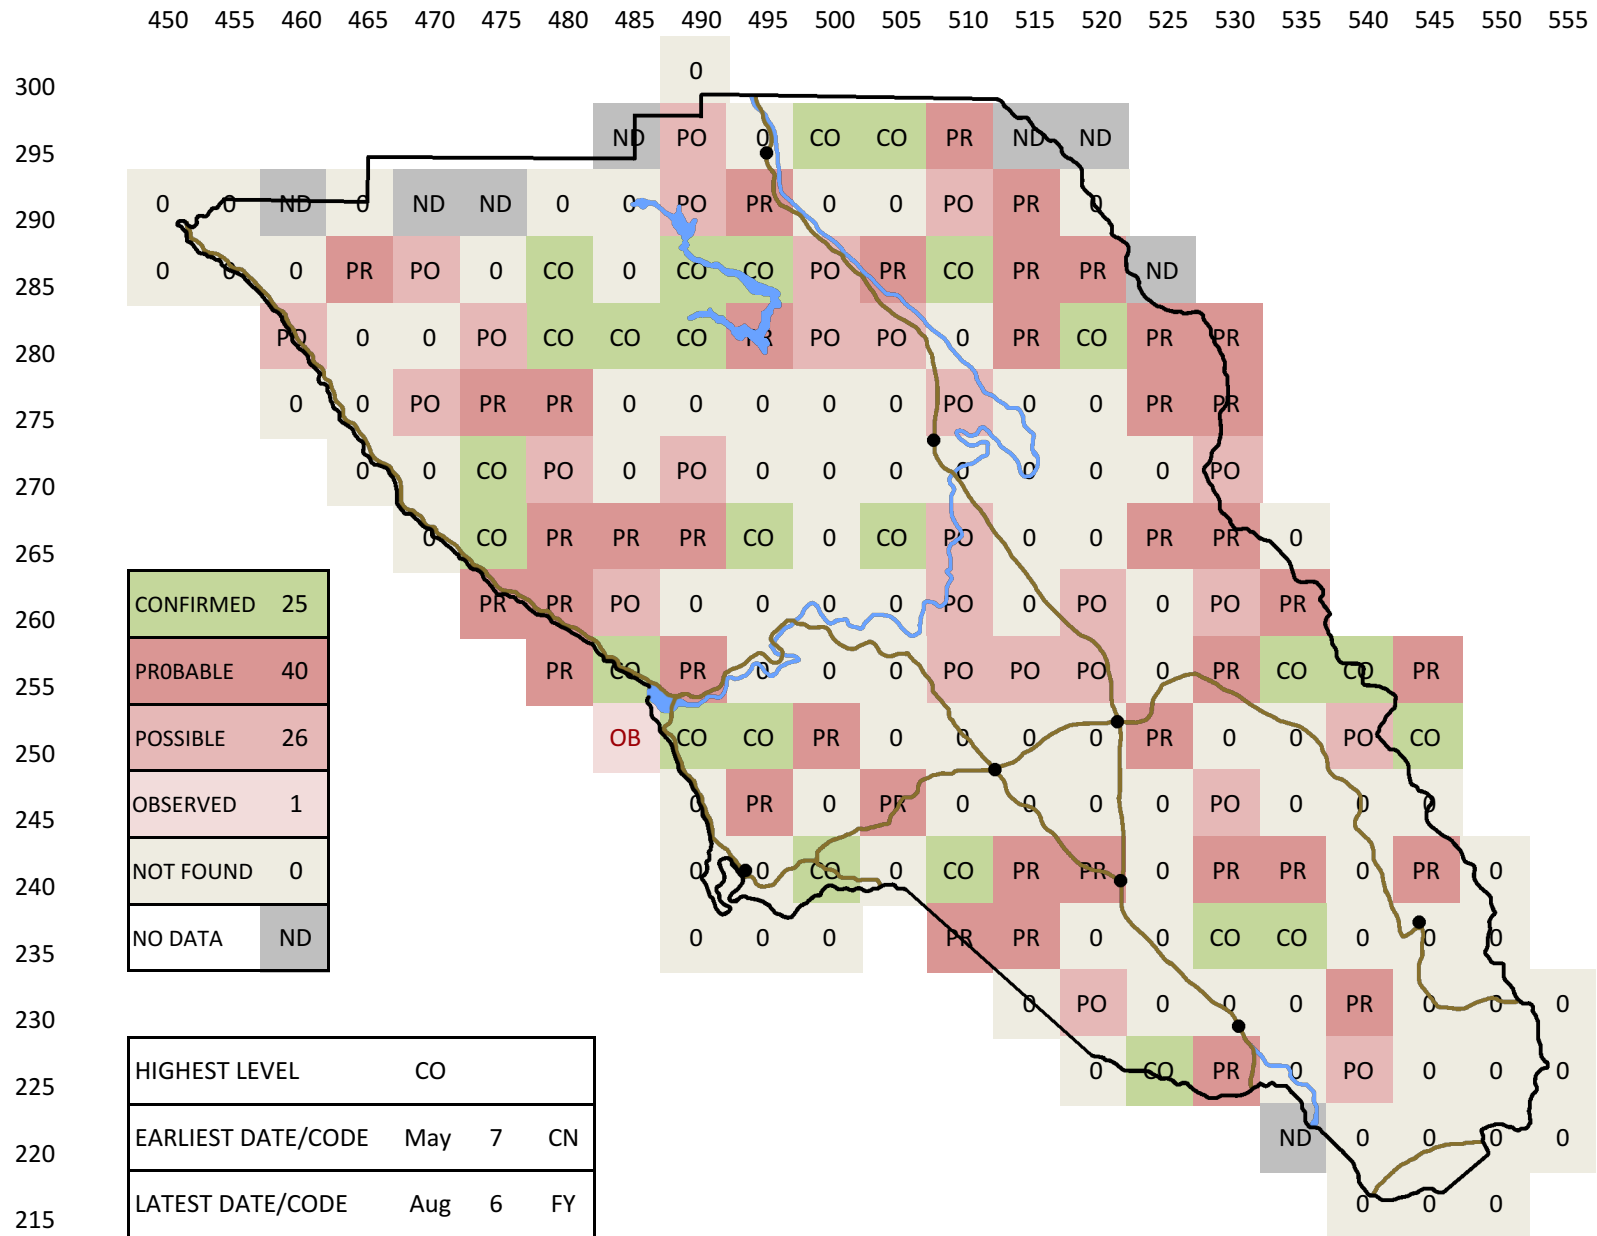 450 455 460 465 470 475 480 485 490 495 500 505 510 515 520 525 530 535 540 545 550 555
0
300
ND PO 0 CO CO PR ND ND
295
0 0 ND 0 ND ND 0 0 PO PR 0 0 PO PR 0
290
0 0 0 PR PO 0 CO 0 CO CO PO PR CO PR PR ND
285
PO 0 0 PO CO CO CO PR PO PO 0 PR CO PR PR
280
0 0 PO PR PR 0 0 0 0 0 PO 0 0 PR PR
275
0 0 CO PO 0 PO 0 0 0 0 0 0 0 PO
270
0 CO PR PR PR CO 0 CO PO 0 0 PR PR 0
265
CONFIRMED 25 PR PR PO 0 0 0 0 PO 0 PO 0 PO PR
260
PR0BABLE 40 PR CO PR 0 0 0 PO PO PO 0 PR CO CO PR
255
POSSIBLE 26 OB CO CO PR 0 0 0 0 PR 0 0 PO CO
250
OBSERVED 1 0 PR 0 PR 0 0 0 0 PO 0 0 0
245
NOT FOUND 0 0 0 CO 0 CO PR PR 0 PR PR 0 PR 0
240
NO DATA ND 0 0 0 PR PR 0 0 CO CO 0 0 0
235
0 PO 0 0 0 PR 0 0 0
230
HIGHEST LEVEL CO 0 CO PR 0 PO 0 0 0
225
EARLIEST DATE/CODE May 7 CN ND 0 0 0 0
220
LATEST DATE/CODE Aug 6 FY 0 0 0
215